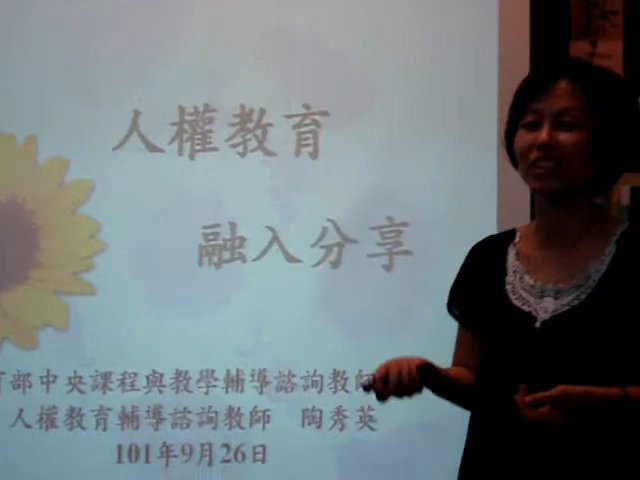 人權教育
融入分享
育部中央課程與教學輔導諮詢教師
人權教育輔導諮詢教師 陶秀英
101年9月26日